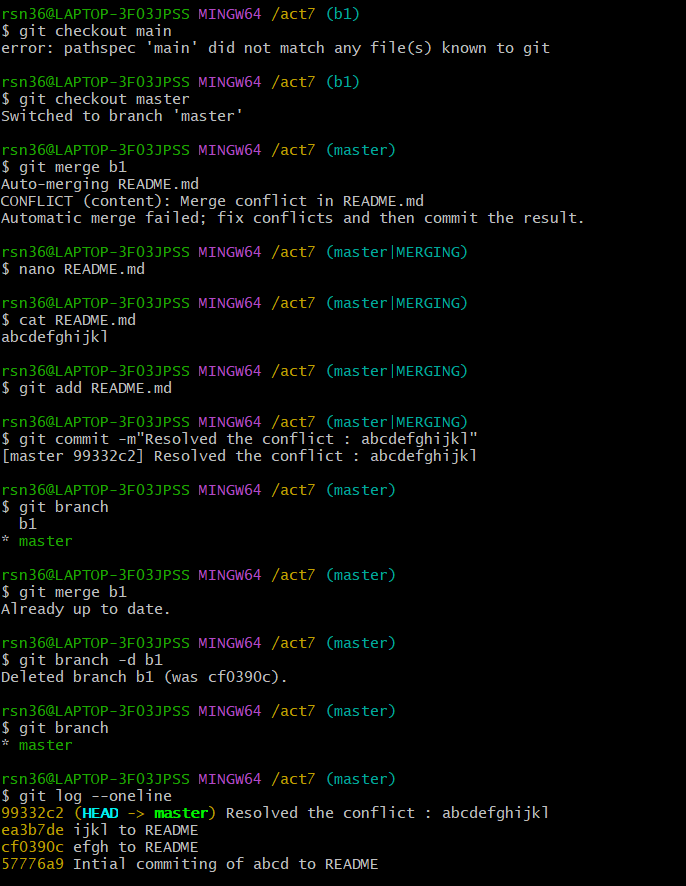 rsn36@LAPTOP-3F03JPSS MINGW64 /act7 (b1)
$ git checkout main
error: pathspec 'main' did not match any file(s) known to git
rsn36@LAPTOP-3F03JPSS MINGW64 /act7 (b1)
$ git checkout master
Switched to branch 'master'
rsn36@LAPTOP-3F03JPSS MINGW64 /act7 (master)
$ git merge b1
Auto-merging README.md
CONFLICT (content): Merge conflict in README.md
Automatic merge failed; fix conflicts and then commit the result.
rsn36@LAPTOP-3F03JPSS MINGW64 /act7 (master|MERGING)
$ nano README.md
rsn36@LAPTOP-3F03JPSS MINGW64 /act7 (master|MERGING)
$ cat README.md
abcdefghijkl
rsn36@LAPTOP-3F03JPSS MINGW64 /act7 (master|MERGING)
$ git add README.md
rsn36@LAPTOP-3F03JPSS MINGW64 /act7 (master|MERGING)
$ git commit -m"Resolved the conflict : abcdefghijkl"
[master 99332c2] Resolved the conflict : abcdefghijkl
rsn36@LAPTOP-3F03JPSS MINGW64 /act7 (master)
$ git branch
b1
* master
rsn36@LAPTOP-3F03JPSS MINGW64 /act7 (master)
$ git merge b1
Already up to date.
rsn36@LAPTOP-3F03JPSS MINGW64 /act7 (master)
$ git branch -d b1
Deleted branch b1 (was cf0390c).
rsn36@LAPTOP-3F03JPSS MINGW64 /act7 (master)
$ git branch
* master
rsn36@LAPTOP-3F03JPSS MINGW64 /act7 (master)
$ git log --oneline
99332c2 (HEAD -> master) Resolved the conflict : abcdefghijkl
ea3b7de ijkl to README
cf0390c efgh to README
57776a9 Intial commiting of abcd to README